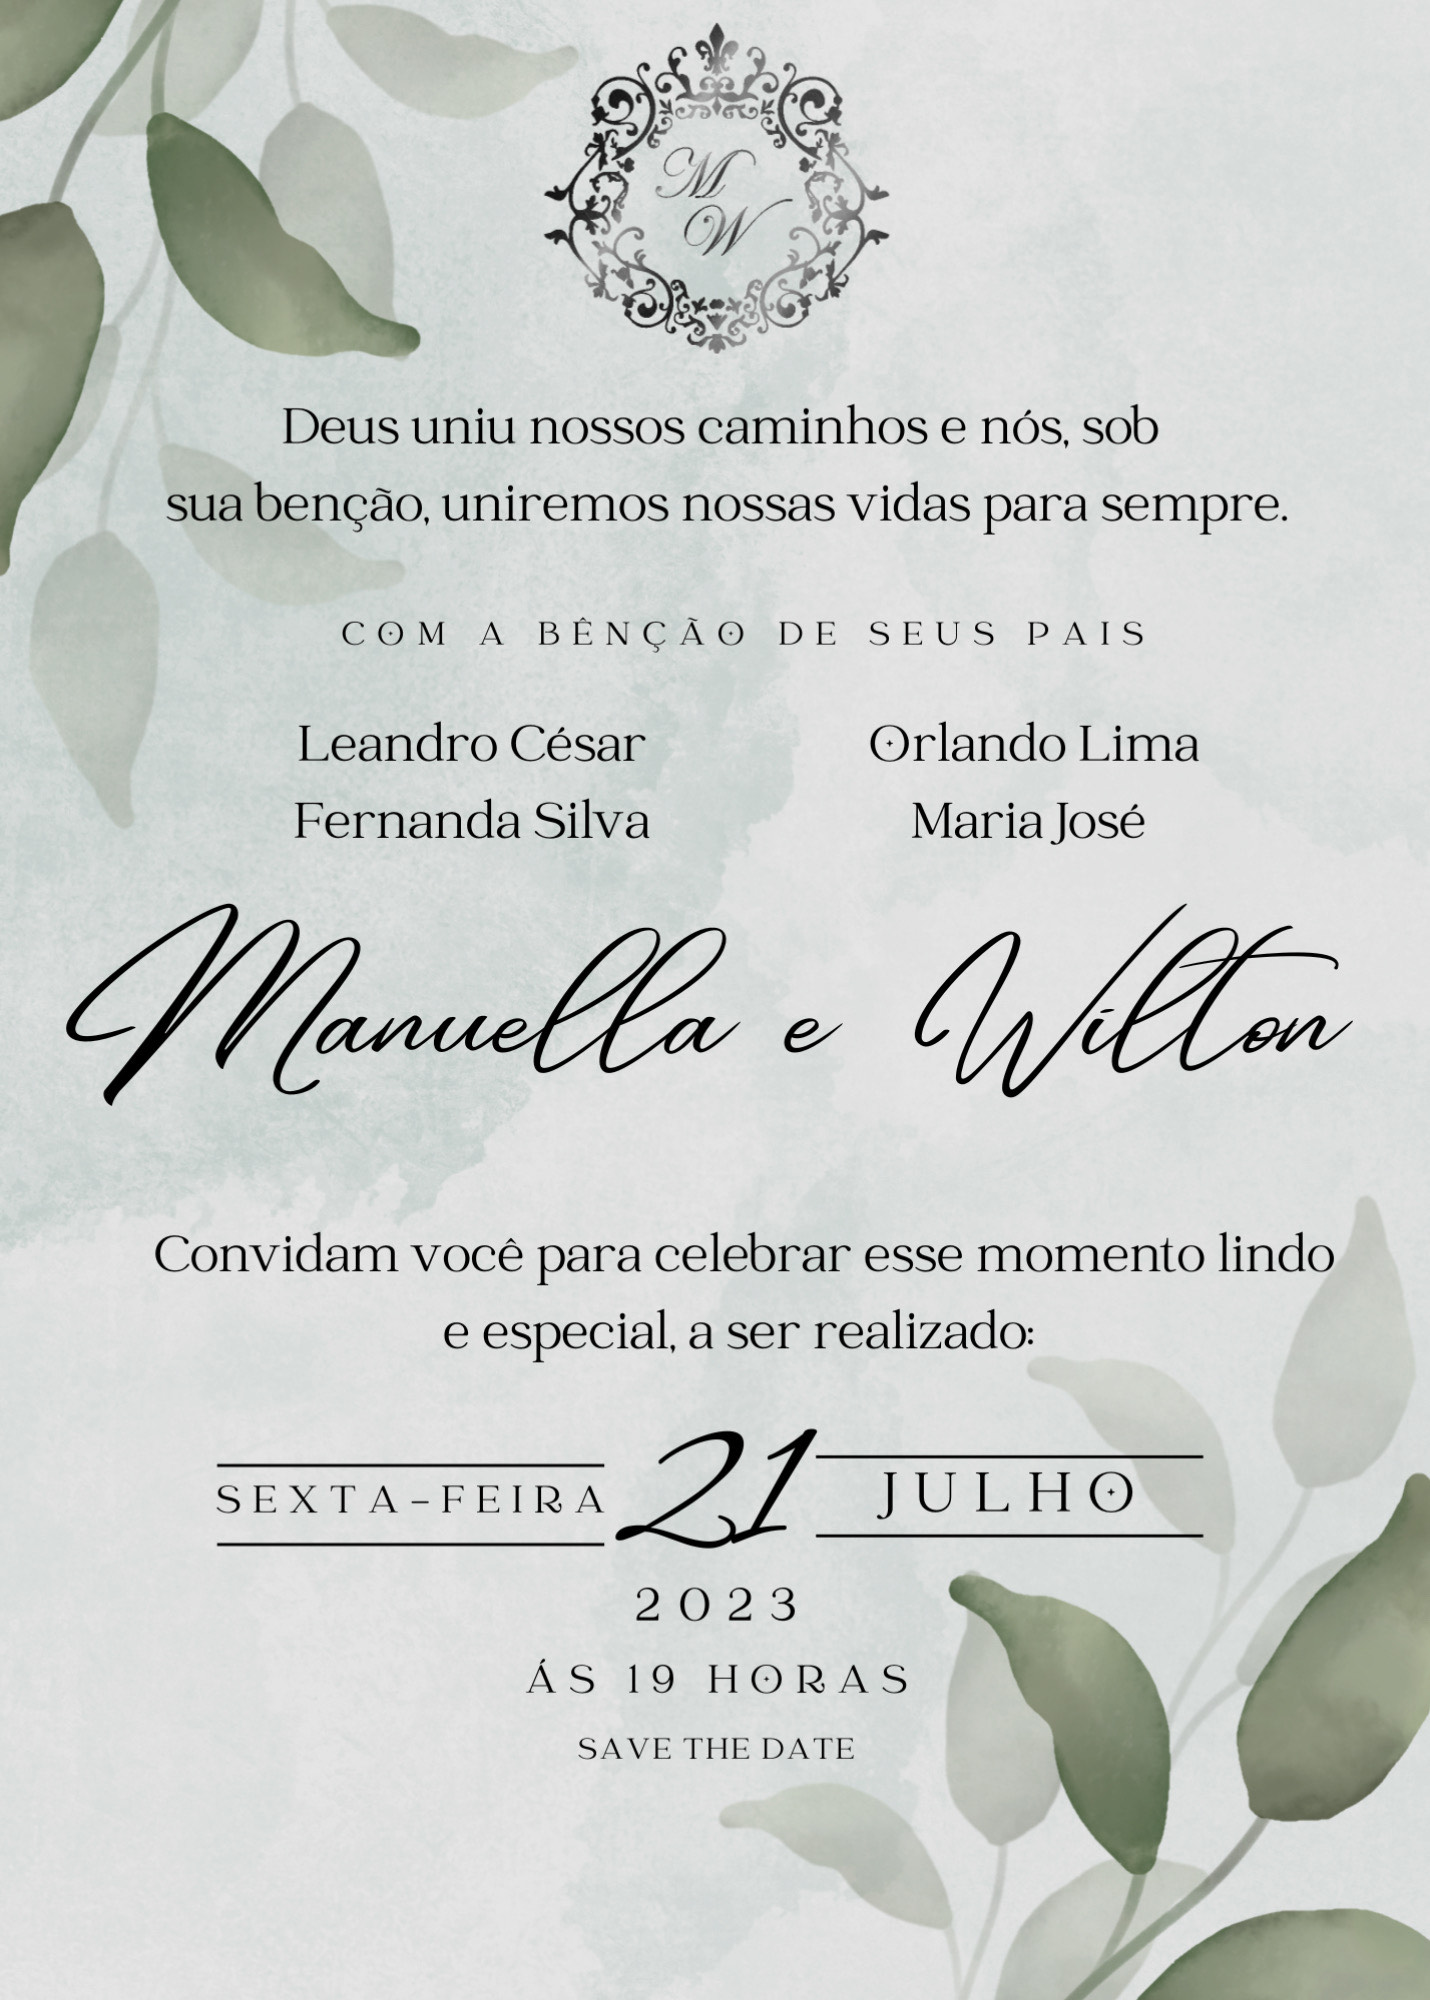 M
W
Deus uniu nossos caminhos e nós, sob
sua benção, uniremos nossas vidas para sempre.
COM A BÊNÇÃO DE SEUS PAIS
Leandro César
Fernanda Silva
Orlando Lima
Maria José
Manuella e Wilton
Convidam você para celebrar esse momento lindo
e especial, a ser realizado:
SEXTA-FEIRA 21 JULHO
2023
ÁS 19 HORAS
SAVE THE DATE